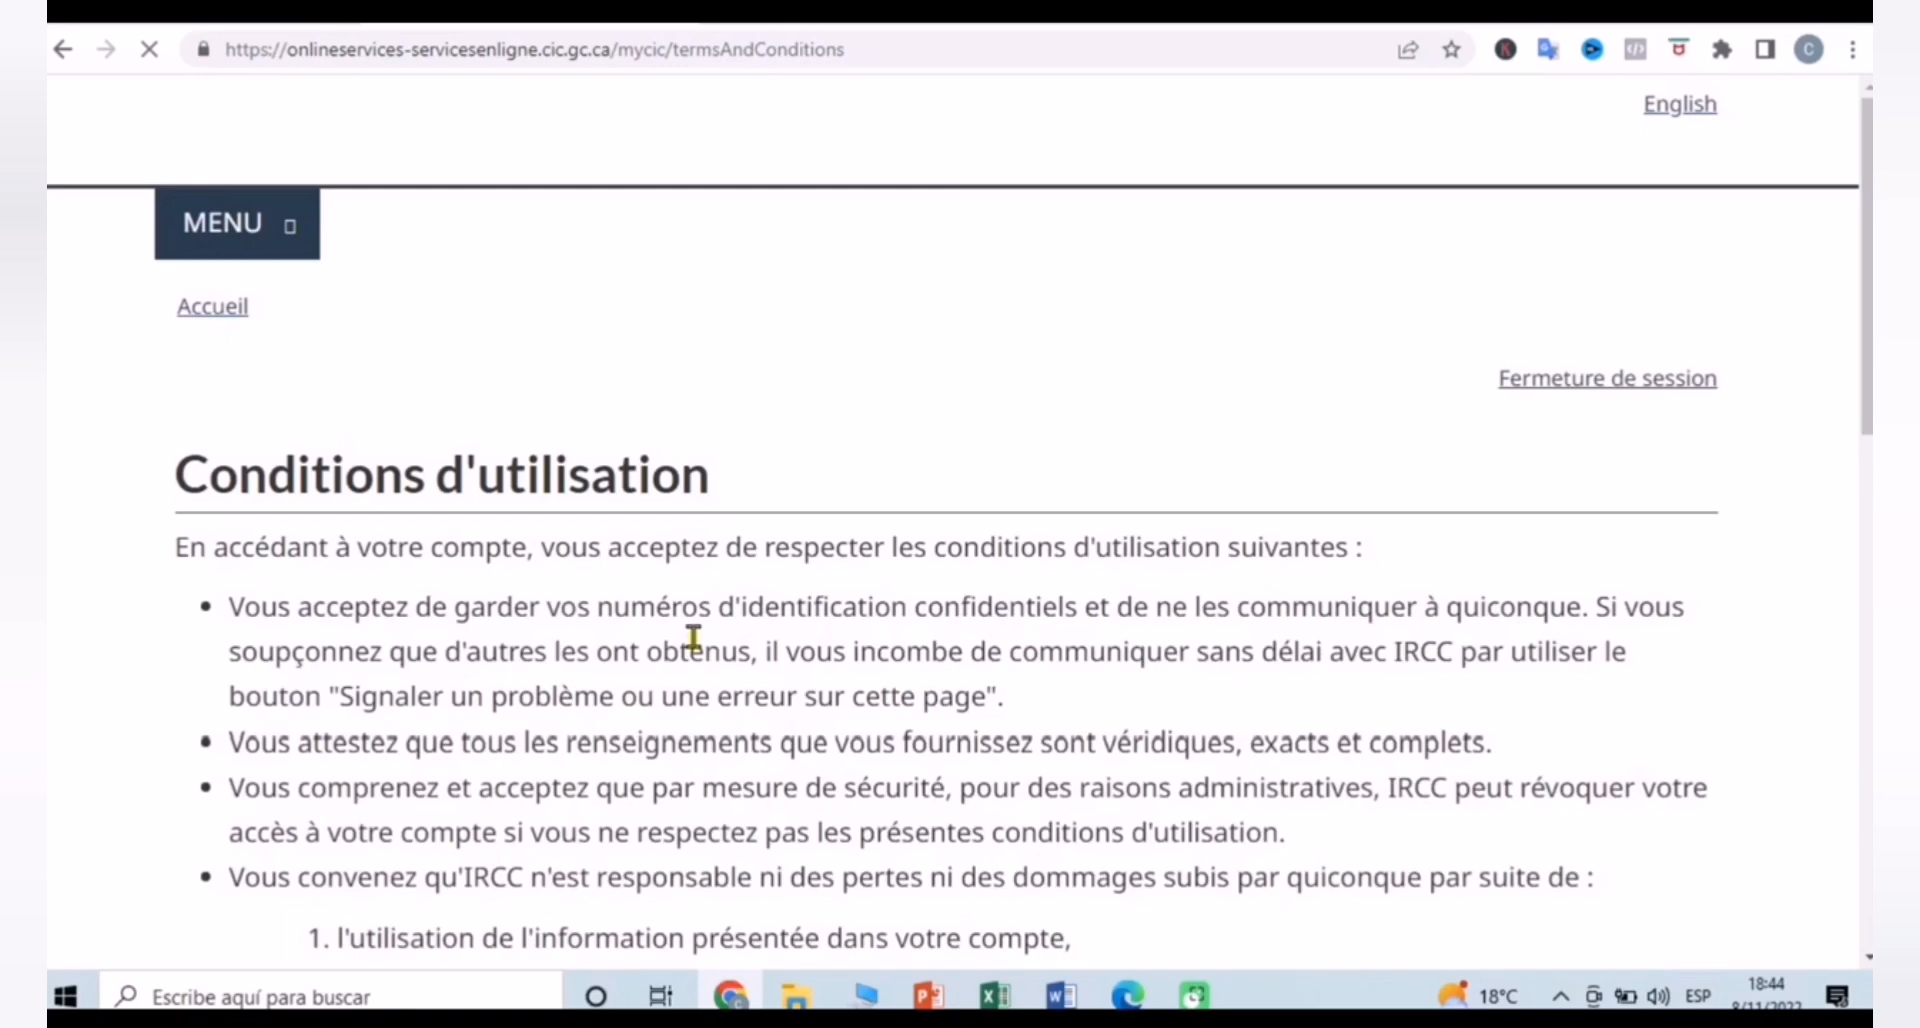 https://onlineservices-servicesenligne.cic.gc.ca/mycic/termsAndConditions
C
English
MENU
Accueil
Fermeture de session
Conditions d'utilisation
En accédant à votre compte, vous acceptez de respecter les conditions d'utilisation suivantes :
• Vous acceptez de garder vos numéros d'identification confidentiels et de ne les communiquer à quiconque. Si vous
soupçonnez que d'autres les ont obtenus, il vous incombe de communiquer sans délai avec IRCC par utiliser le
bouton "Signaler un problème ou une erreur sur cette page".
• Vous attestez que tous les renseignements que vous fournissez sont véridiques, exacts et complets.
• Vous comprenez et acceptez que par mesure de sécurité, pour des raisons administratives, IRCC peut révoquer votre
accès à votre compte si vous ne respectez pas les présentes conditions d'utilisation.
• Vous convenez qu'IRCC n'est responsable ni des pertes ni des dommages subis par quiconque par suite de :
1. l'utilisation de l'information présentée dans votre compte,
Escribe aquí para buscar
18°C
ESP
18:44
8/11/2022